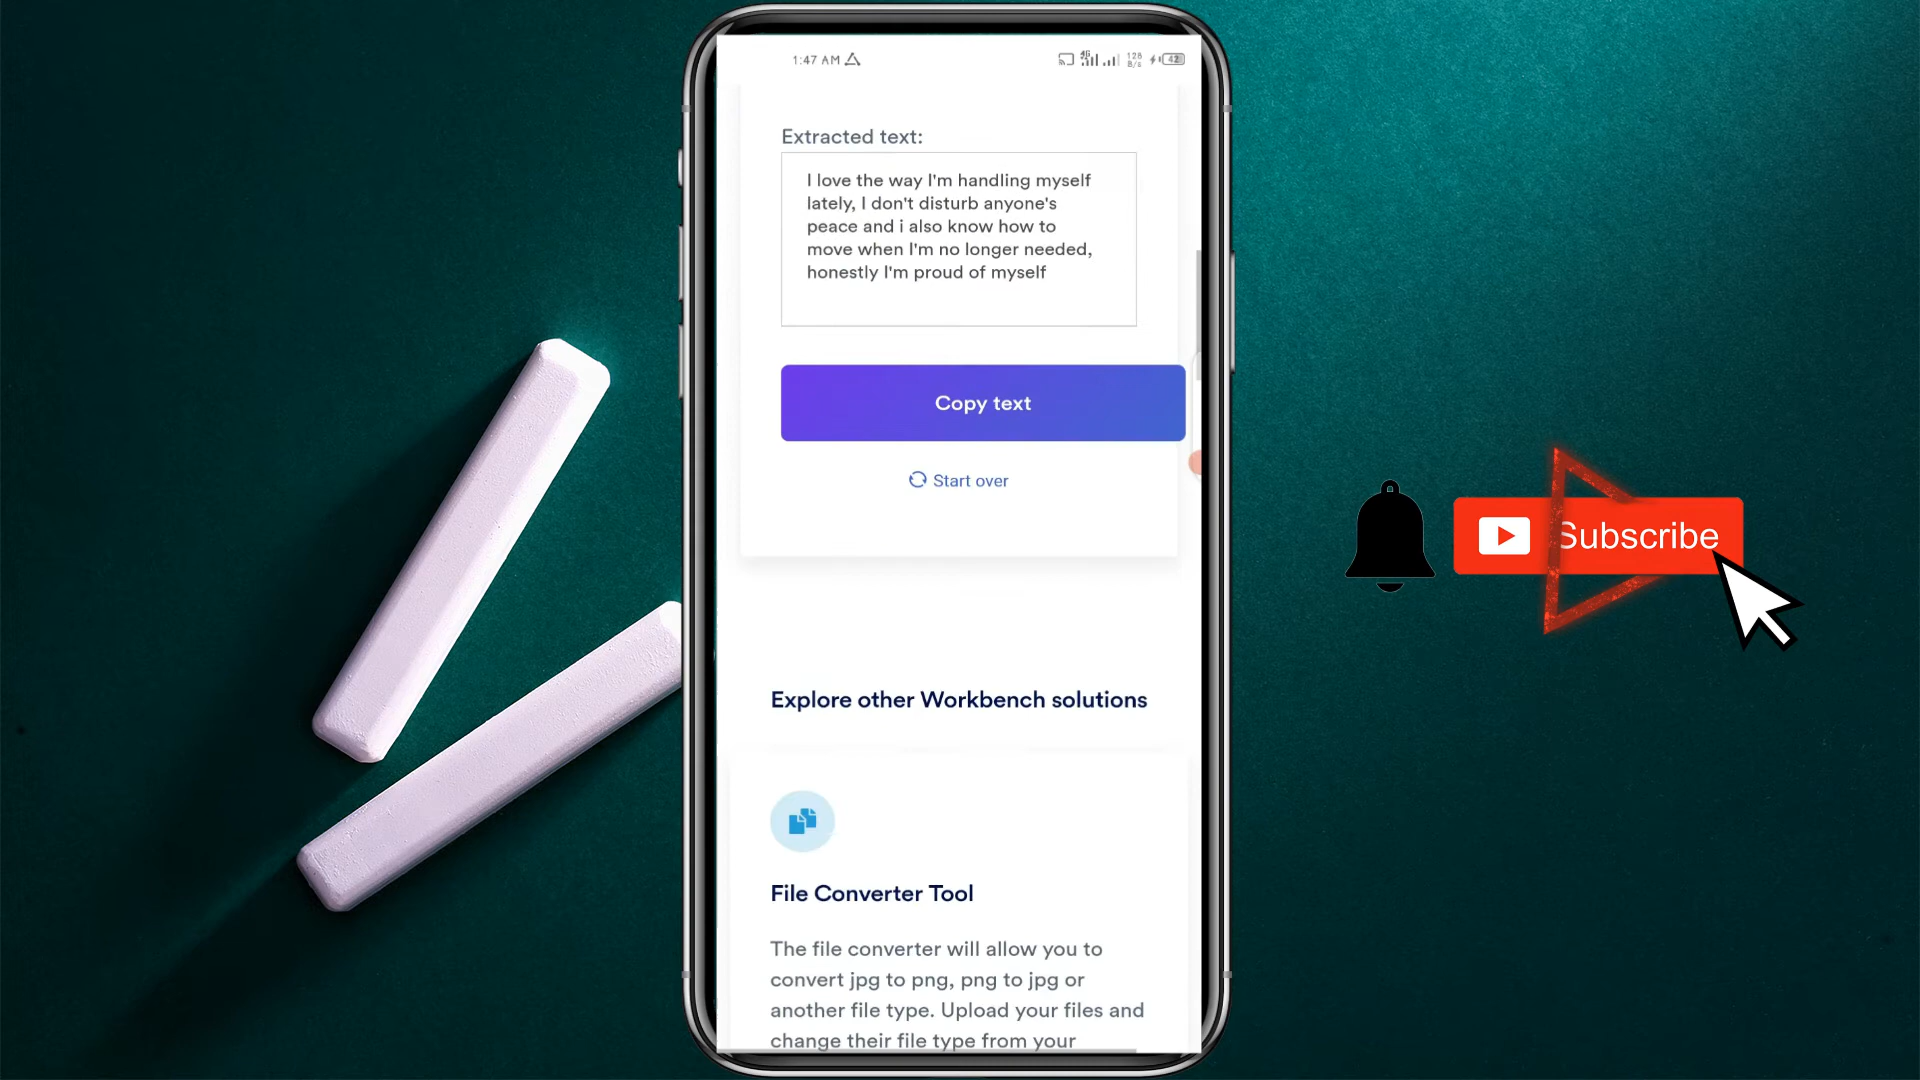 1:47 AM
4G
128
B/s
42
Extracted text:
I love the way I'm handling myself
lately, I don't disturb anyone's
peace and i also know how to
move when I'm no longer needed,
honestly I'm proud of myself
Copy text
Start over
Subscribe
Explore other Workbench solutions
File Converter Tool
The file converter will allow you to
convert jpg to png, png to jpg or
another file type. Upload your files and
change their file type from your